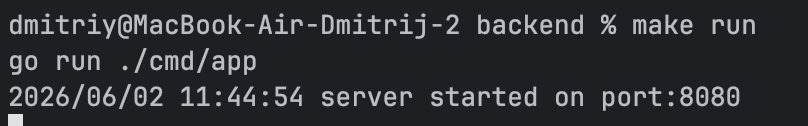 dmitriy@MacBook-Air-Dmitrij-2 backend % make run
go run ./cmd/app
2026/06/02 11:44:54 server started on port:8080